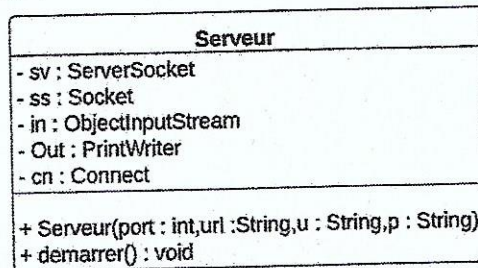 Serveur
- sv : ServerSocket
- ss : Socket
- in : ObjectInputStream
- Out : PrintWriter
- cn : Connect
+ Serveur(port : int,url :String,u : String,p : String)
+ demarrer() : void